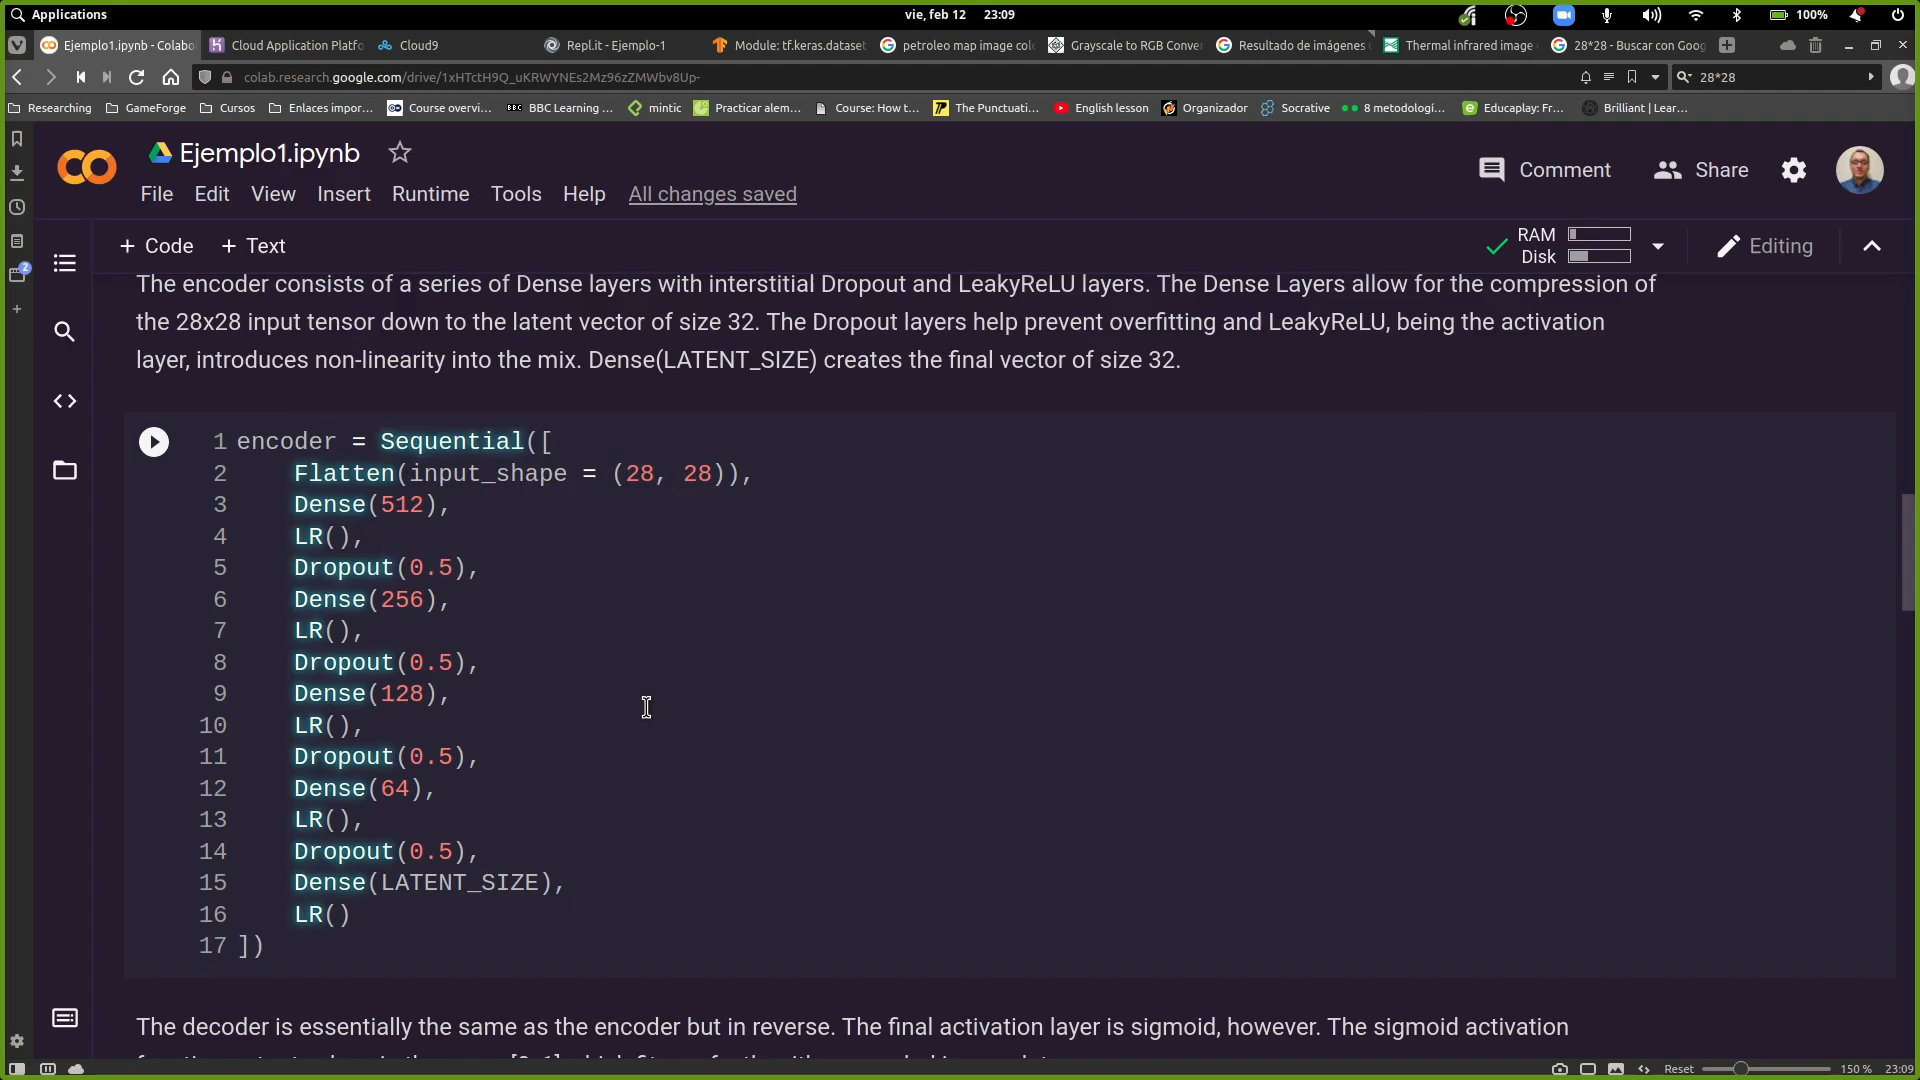 Applications
vie, feb 12 23:09
100%
Ejemplo1.ipynb - Colabo
Cloud Application Platfo
Cloud9
Repl.it - Ejemplo-1
Module: tf.keras.dataset
petroleo map image col
Grayscale to RGB Conve
Resultado de imágenes
Thermal infrared image
28*28 - Buscar con Goog
colab.research.google.com/drive/1xHTctH9Q_uKRWYNEs2Mz96zZMWbv8Up-
28*28
Researching
GameForge
Cursos
Enlaces impor...
Course overvi...
BBC Learning ...
mintic
Practicar alem...
Course: How t...
The Punctuati...
English lesson
Organizador
Socrative
8 metodologí...
Educaplay: Fr...
Brilliant | Lear...
Ejemplo1.ipynb
File Edit View Insert Runtime Tools Help All changes saved
Comment
Share
+ Code + Text
RAM
Disk
Editing
2
The encoder consists of a series of Dense layers with interstitial Dropout and LeakyReLU layers. The Dense Layers allow for the compression of
the 28x28 input tensor down to the latent vector of size 32. The Dropout layers help prevent overfitting and LeakyReLU, being the activation
layer, introduces non-linearity into the mix. Dense(LATENT_SIZE) creates the final vector of size 32.
1 encoder = Sequential([
2 Flatten(input_shape = (28, 28)),
3 Dense(512),
4 LR(),
5 Dropout(0.5),
6 Dense(256),
7 LR(),
8 Dropout(0.5),
9 Dense(128),
10 LR(),
11 Dropout(0.5),
12 Dense(64),
13 LR(),
14 Dropout(0.5),
15 Dense(LATENT_SIZE),
16 LR()
17 ])
The decoder is essentially the same as the encoder but in reverse. The final activation layer is sigmoid, however. The sigmoid activation
Reset
150 %
23:09